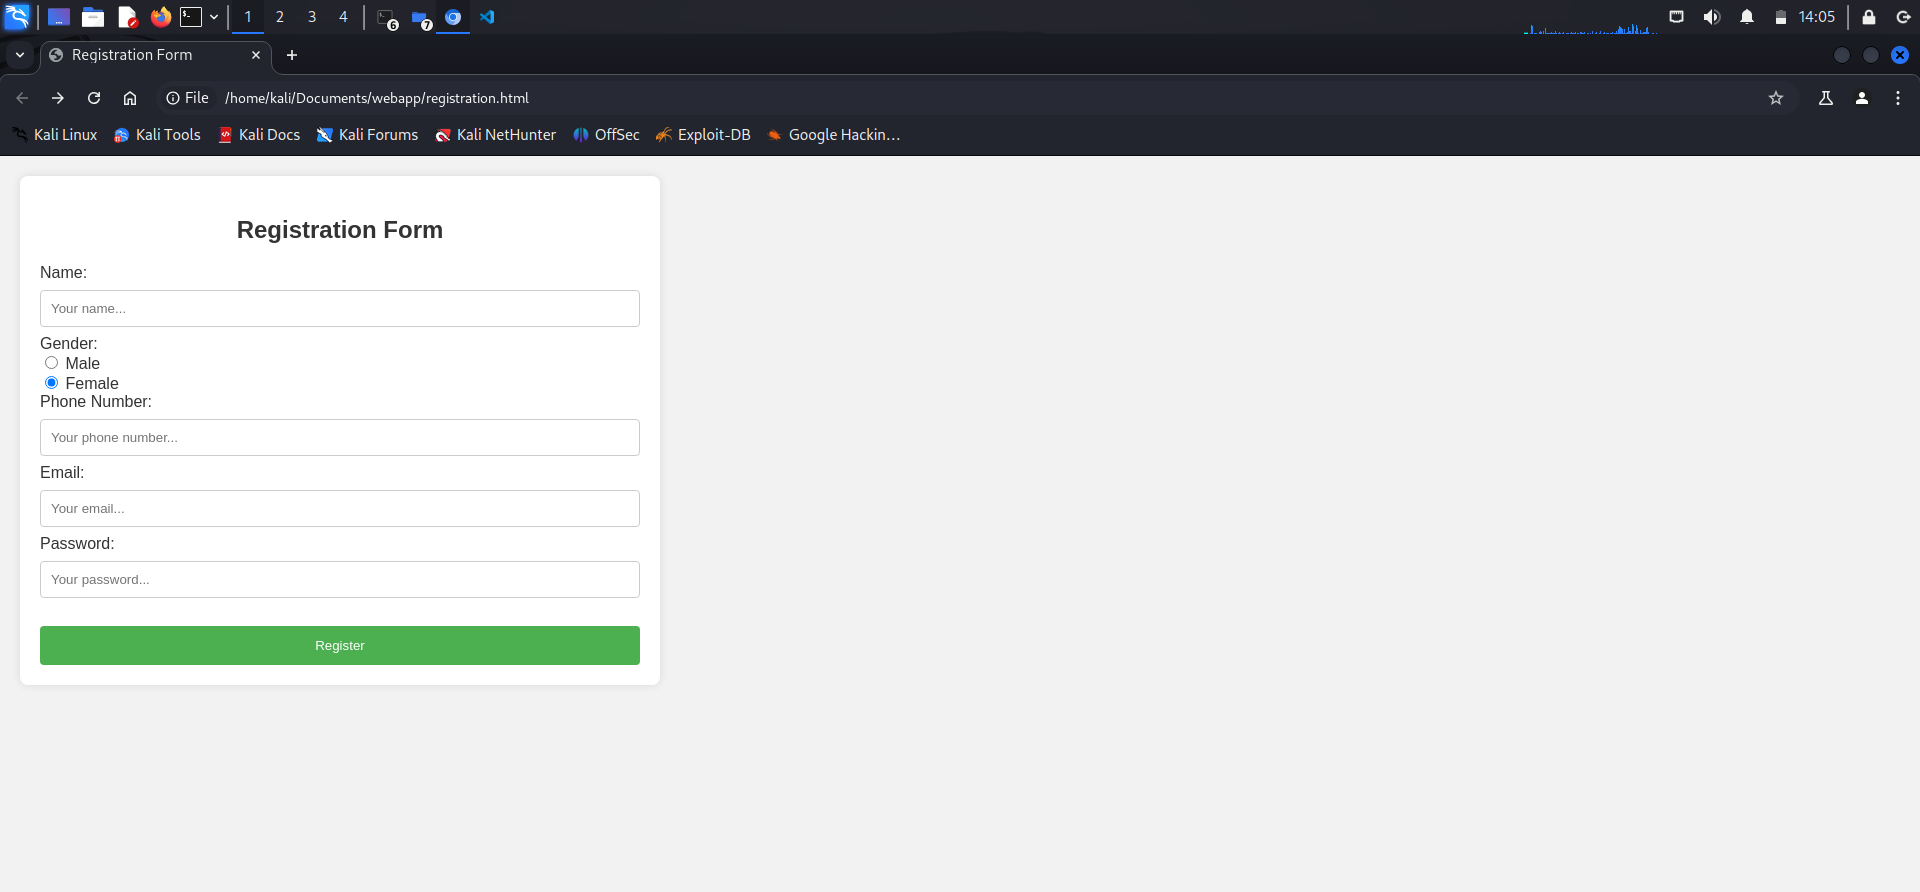 1 2 3 4 6 7 14:05
Registration Form
File /home/kali/Documents/webapp/registration.html
Kali Linux Kali Tools Kali Docs Kali Forums Kali NetHunter OffSec Exploit-DB Google Hackin…
Registration Form
Name:
Your name...
Gender:
Male
Female
Phone Number:
Your phone number...
Email:
Your email...
Password:
Your password...
Register